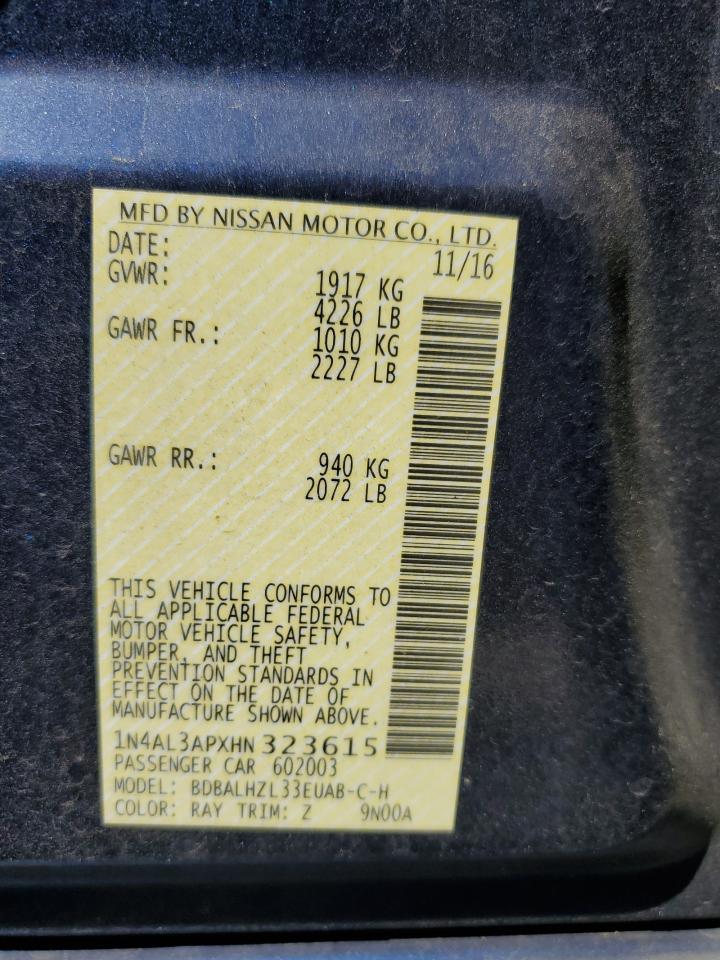 MFD BY NISSAN MOTOR CO., LTD.
DATE: 11/16
GVWR: 1917 KG
4226 LB
GAWR FR.: 1010 KG
2227 LB
GAWR RR.: 940 KG
2072 LB
THIS VEHICLE CONFORMS TO
ALL APPLICABLE FEDERAL
MOTOR VEHICLE SAFETY,
BUMPER, AND THEFT
PREVENTION STANDARDS IN
EFFECT ON THE DATE OF
MANUFACTURE SHOWN ABOVE.
1N4AL3APXHN 323615
PASSENGER CAR 602003
MODEL: BDBALHZL33EUAB-C-H
COLOR: RAY TRIM: Z 9N00A